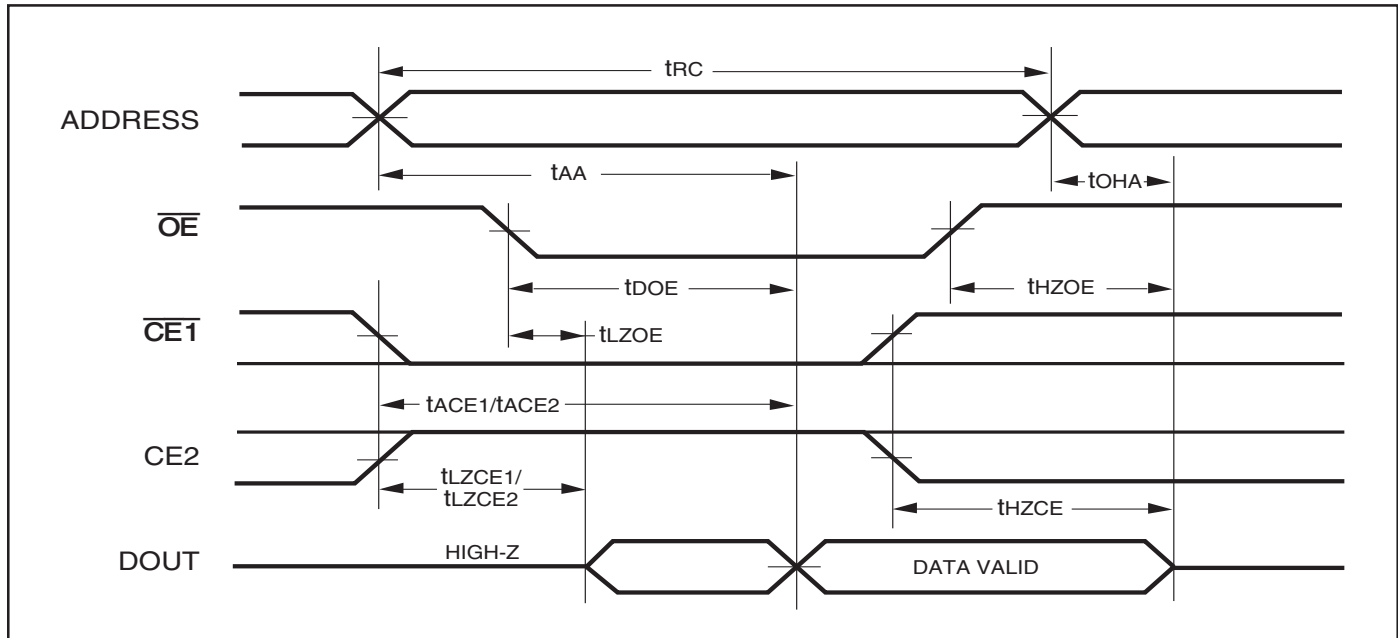 tRC
ADDRESS
tAA
tOHA
OE
tDOE
tHZOE
CE1
tLZOE
tACE1/tACE2
CE2
tLZCE1/
tLZCE2
tHZCE
DOUT
HIGH-Z
DATA VALID